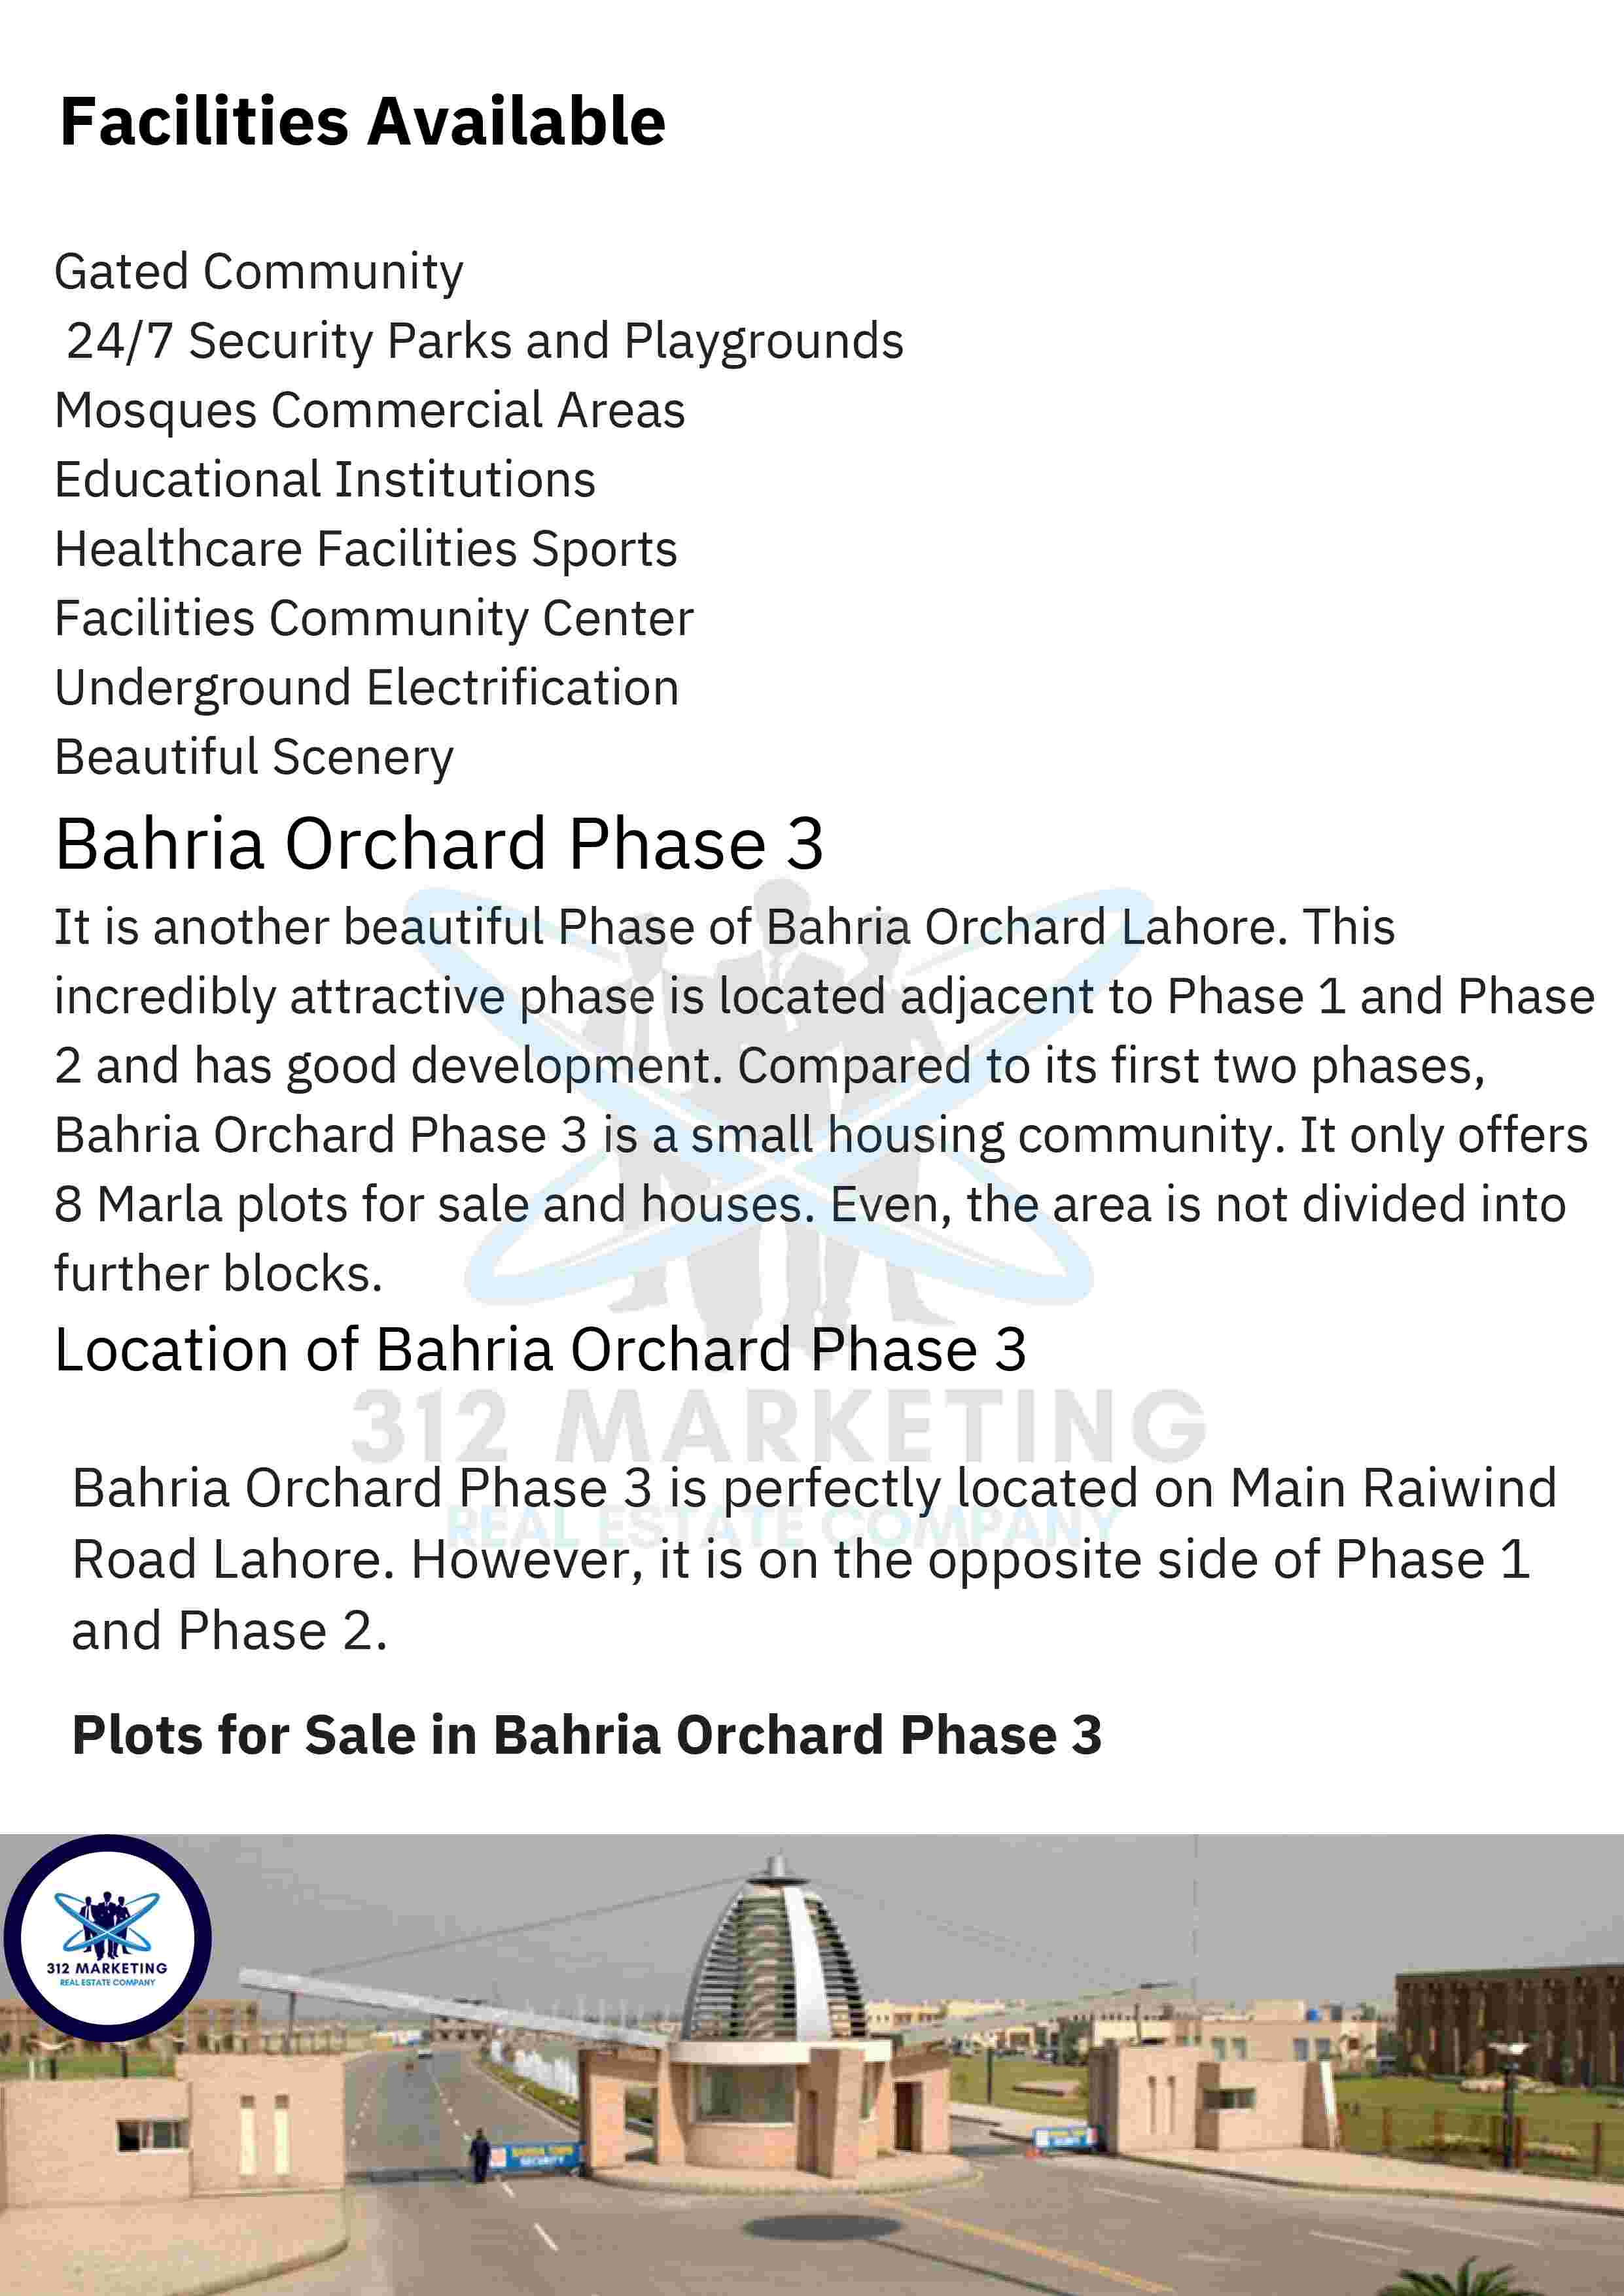 Facilities Available
Gated Community
24/7 Security Parks and Playgrounds
Mosques Commercial Areas
Educational Institutions
Healthcare Facilities Sports
Facilities Community Center
Underground Electrification
Beautiful Scenery
Bahria Orchard Phase 3
It is another beautiful Phase of Bahria Orchard Lahore. This
incredibly attractive phase is located adjacent to Phase 1 and Phase
2 and has good development. Compared to its first two phases,
Bahria Orchard Phase 3 is a small housing community. It only offers
8 Marla plots for sale and houses. Even, the area is not divided into
further blocks.
Location of Bahria Orchard Phase 3
312 MARKETING
Bahria Orchard Phase 3 is perfectly located on Main Raiwind
REAL ESTATE COMPANY
Road Lahore. However, it is on the opposite side of Phase 1
and Phase 2.
Plots for Sale in Bahria Orchard Phase 3
312 MARKETING
REAL ESTATE COMPANY
BAHRIA TOWN
SECURITY